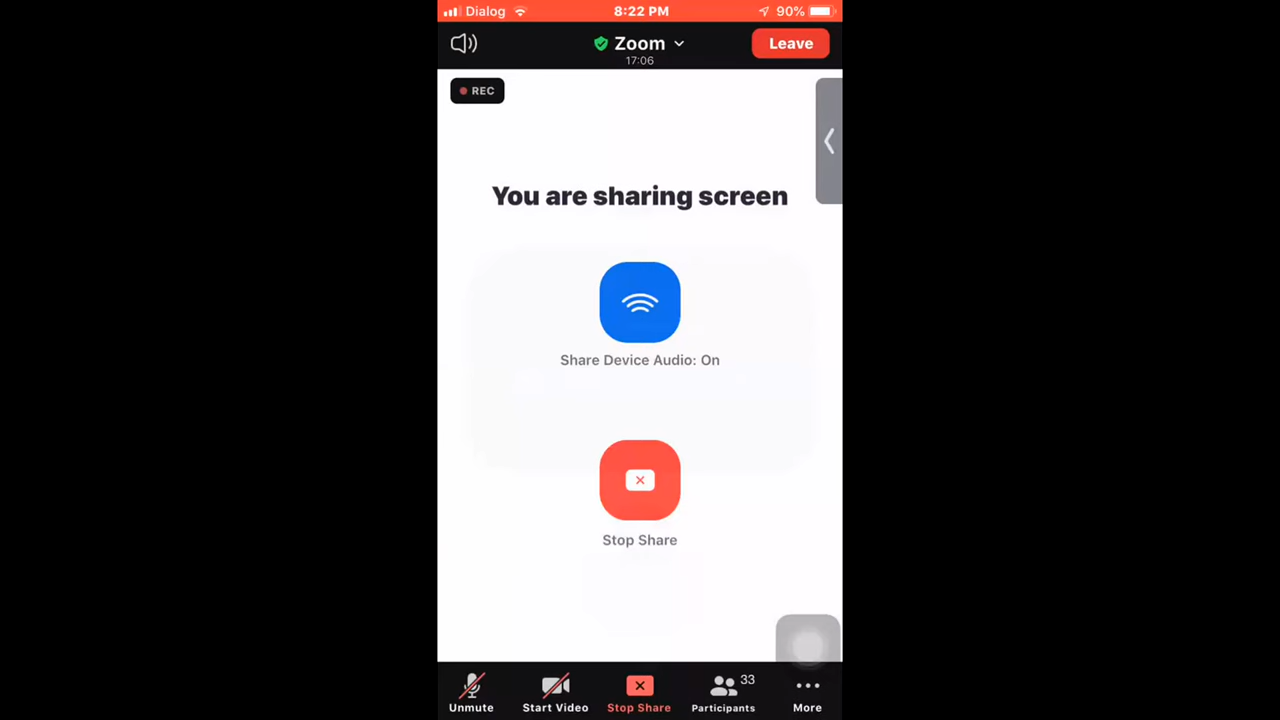 Dialog 8:22 PM 90%
Zoom Leave
17:06
REC
You are sharing screen
Share Device Audio: On
Stop Share
33
Unmute Start Video Stop Share Participants More